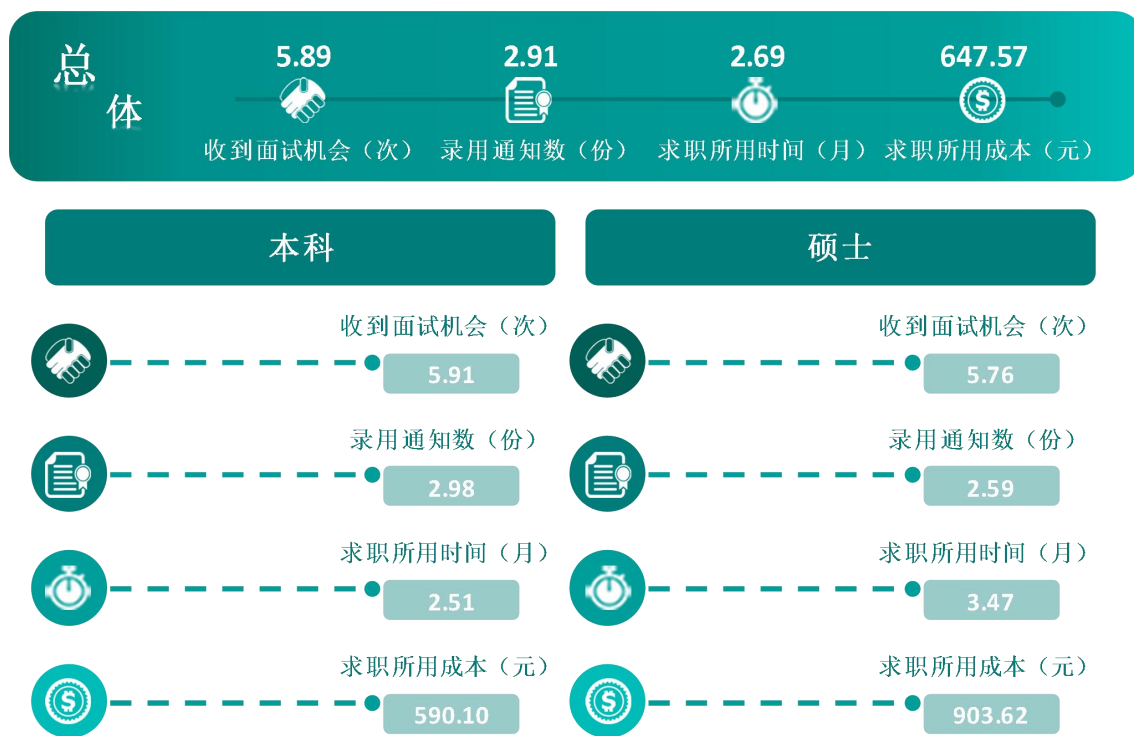 总体
5.89 2.91 2.69 647.57
收到面试机会（次） 录用通知数（份） 求职所用时间（月） 求职所用成本（元）
本科 硕士
收到面试机会（次） 收到面试机会（次）
5.91 5.76
录用通知数（份） 录用通知数（份）
2.98 2.59
求职所用时间（月） 求职所用时间（月）
2.51 3.47
求职所用成本（元） 求职所用成本（元）
590.10 903.62